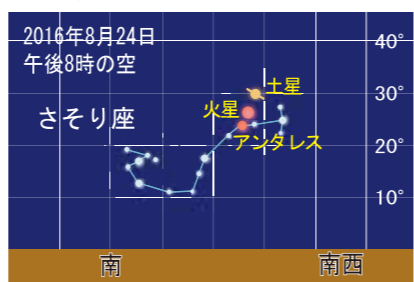 2016年8月24日
午後8時の空
さそり座
土星
火星
アンタレス
40°
30°
20°
10°
南
南西